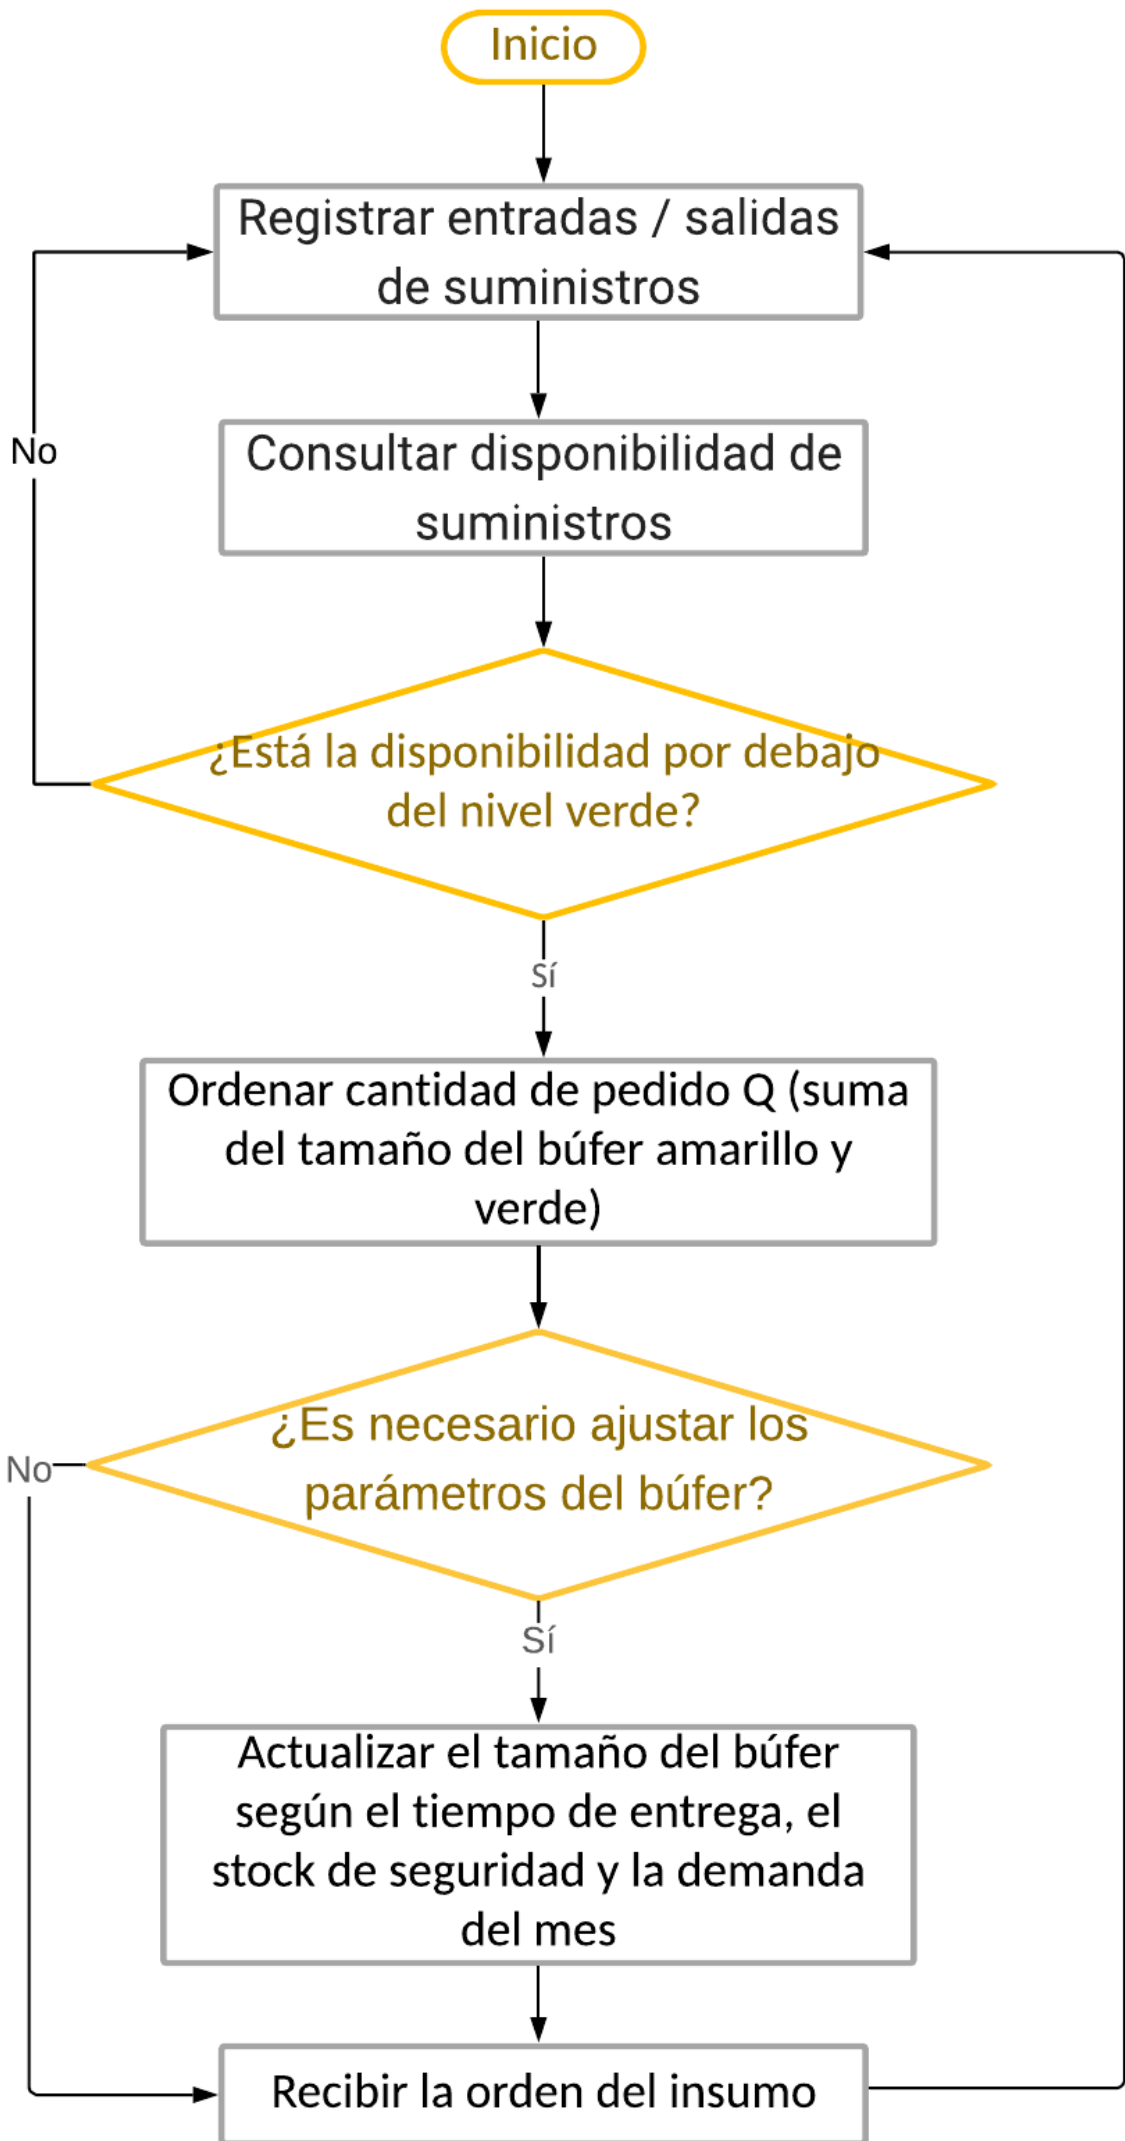 Inicio
Registrar entradas / salidas
de suministros
No
Consultar disponibilidad de
suministros
¿Está la disponibilidad por debajo
del nivel verde?
Sí
Ordenar cantidad de pedido Q (suma
del tamaño del búfer amarillo y
verde)
¿Es necesario ajustar los
parámetros del búfer?
No
Sí
Actualizar el tamaño del búfer
según el tiempo de entrega, el
stock de seguridad y la demanda
del mes
Recibir la orden del insumo